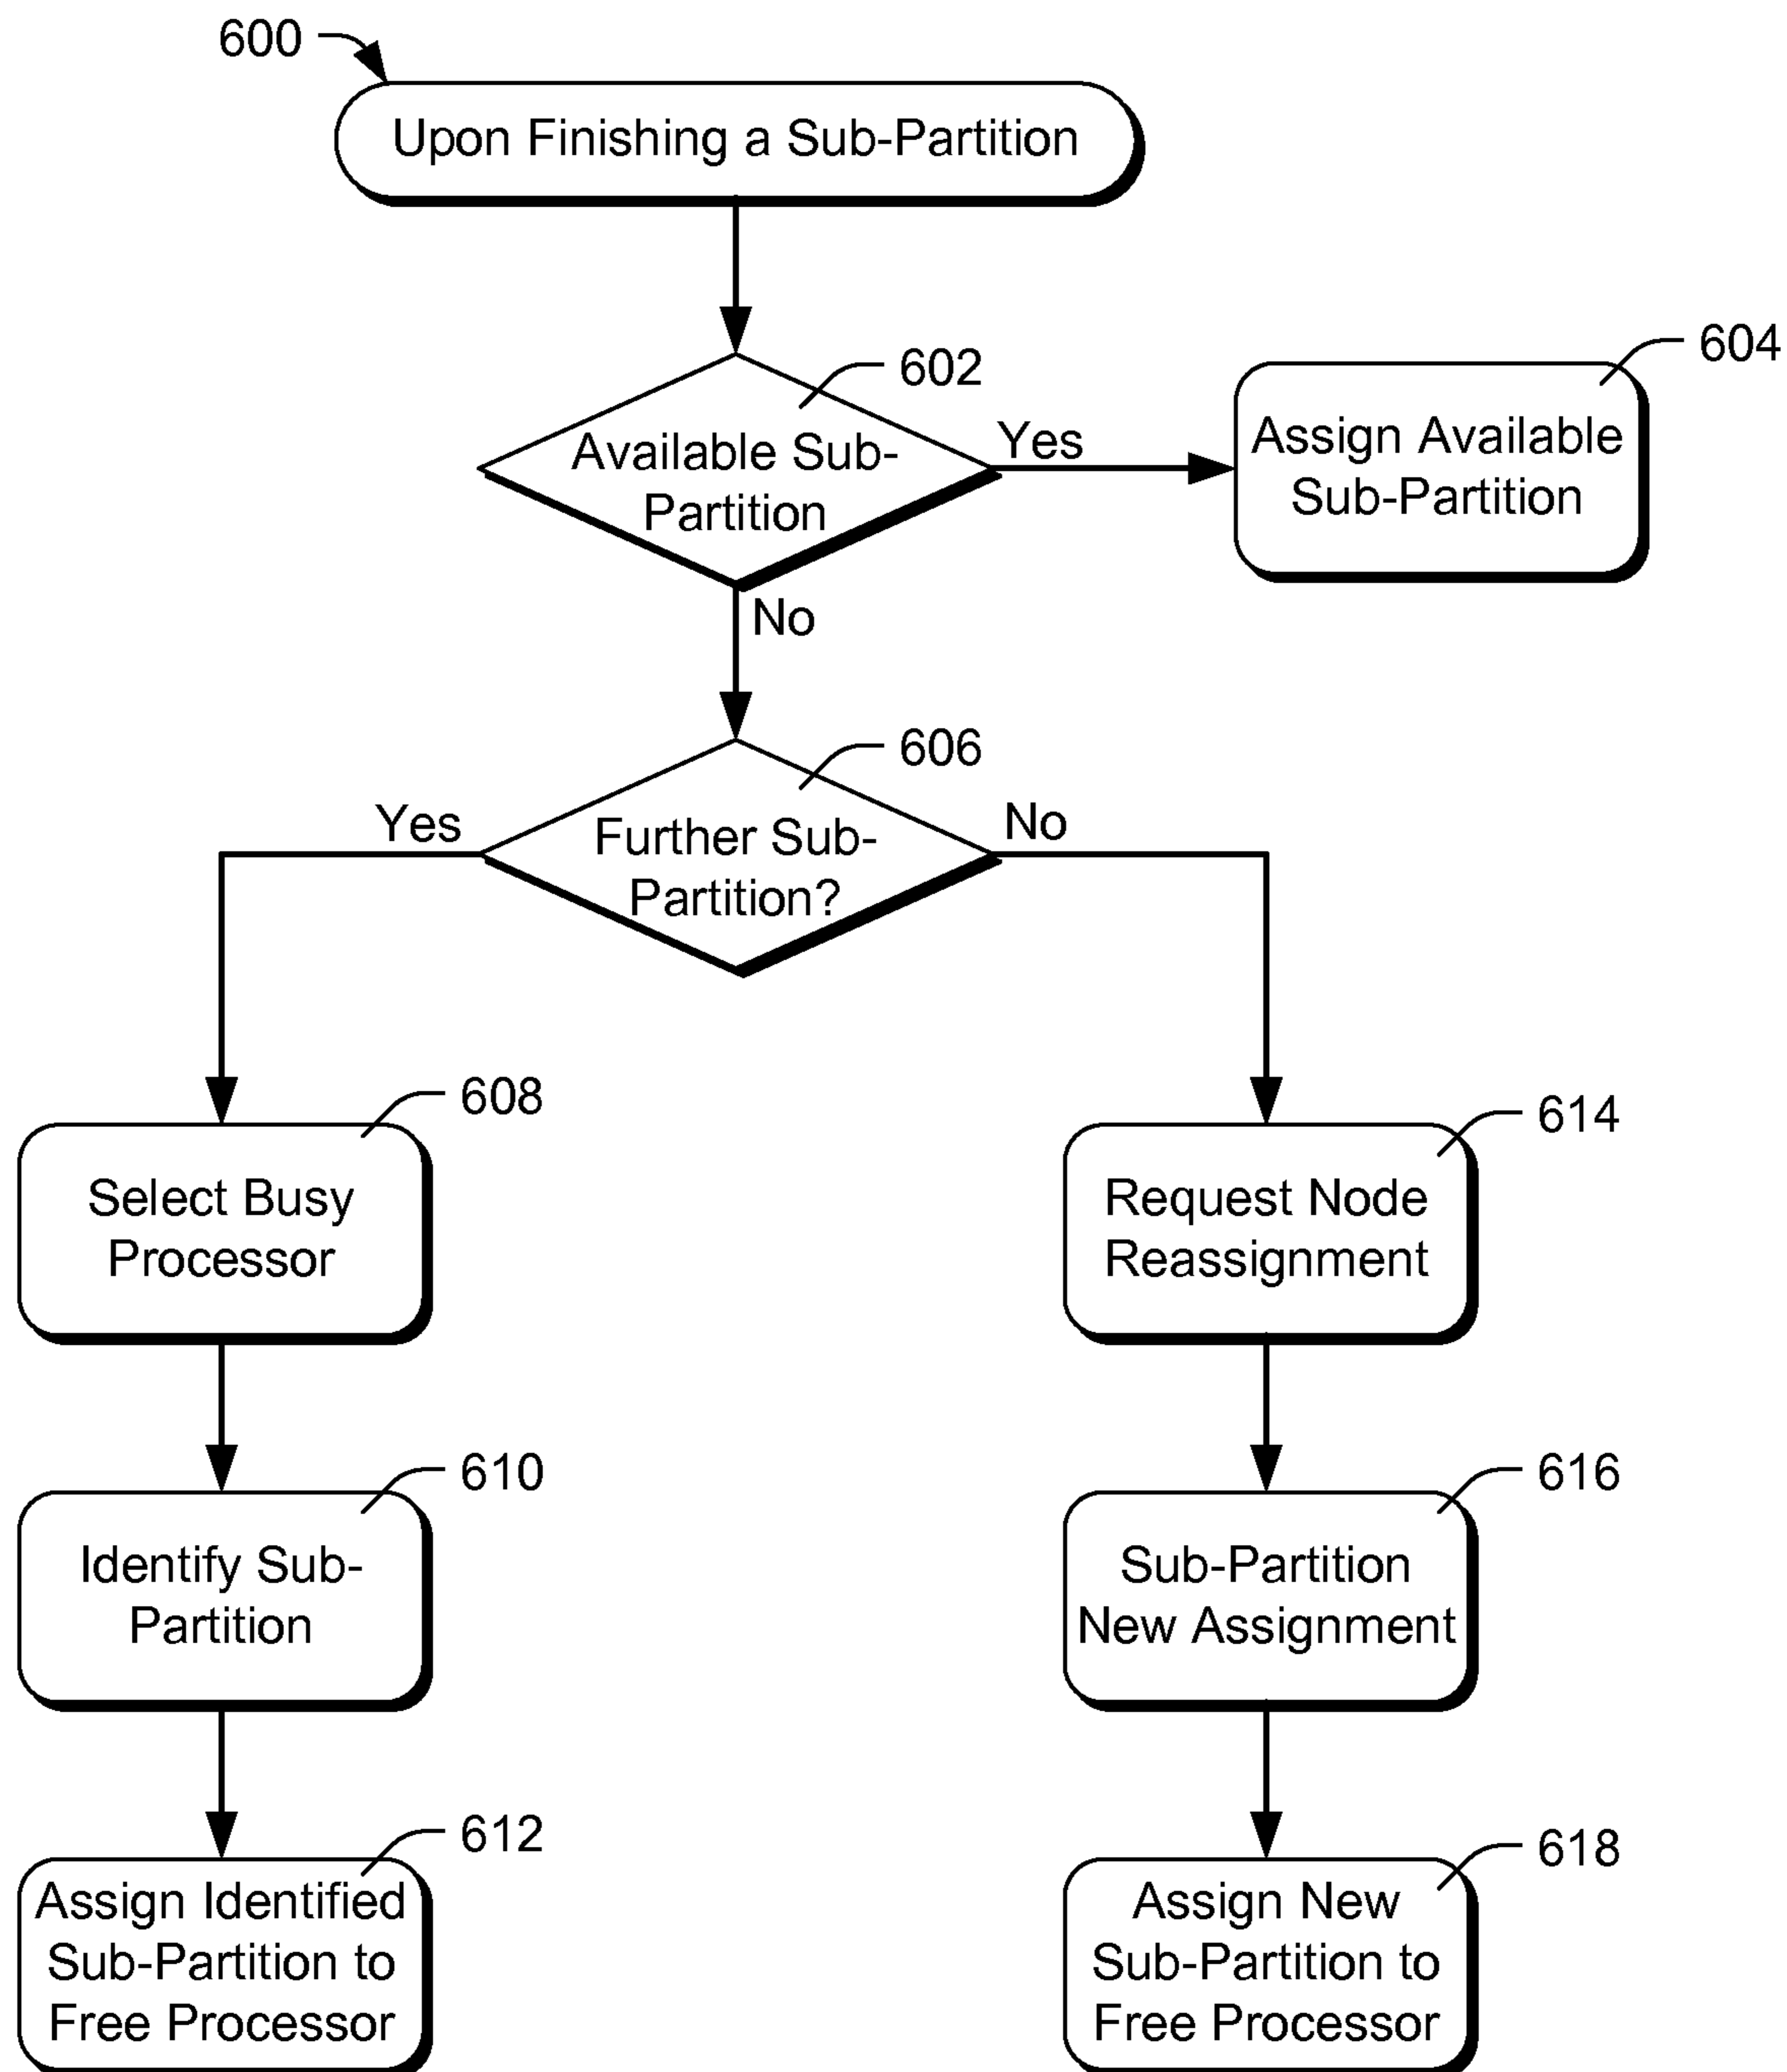 600
Upon Finishing a Sub-Partition
602
Available Sub-
Partition
Yes
604
Assign Available
Sub-Partition
No
606
Further Sub-
Partition?
Yes
No
608
Select Busy
Processor
614
Request Node
Reassignment
610
Identify Sub-
Partition
616
Sub-Partition
New Assignment
612
Assign Identified
Sub-Partition to
Free Processor
618
Assign New
Sub-Partition to
Free Processor